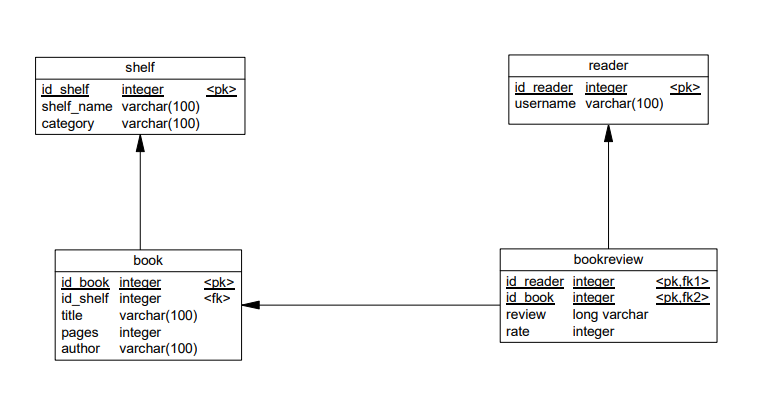 shelf
id_shelf integer <pk>
shelf_name varchar(100)
category varchar(100)
reader
id_reader integer <pk>
username varchar(100)
book
id_book integer <pk>
id_shelf integer <fk>
title varchar(100)
pages integer
author varchar(100)
bookreview
id_reader integer <pk,fk1>
id_book integer <pk,fk2>
review long varchar
rate integer